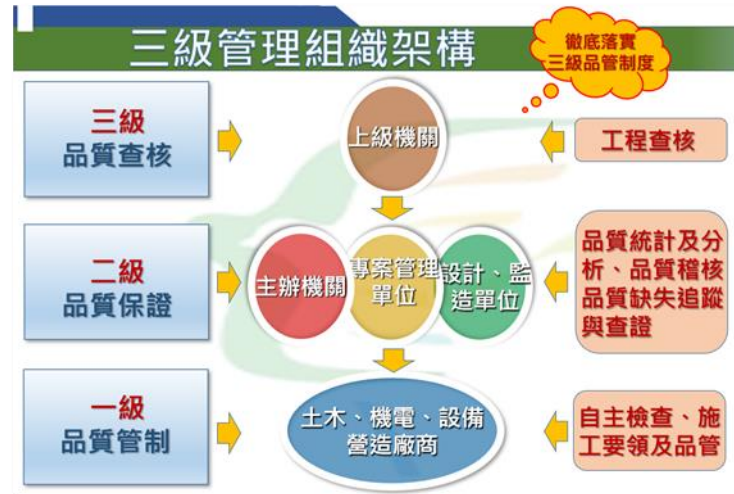 三級管理組織架構
徹底落實
三級品管制度
三級
品質查核
上級機關
工程查核
二級
品質保證
主辦機關
專案管理
單位
設計、監
造單位
品質統計及分
析、品質稽核
品質缺失追蹤
與查證
一級
品質管制
土木、機電、設備
營造廠商
自主檢查、施
工要領及品管